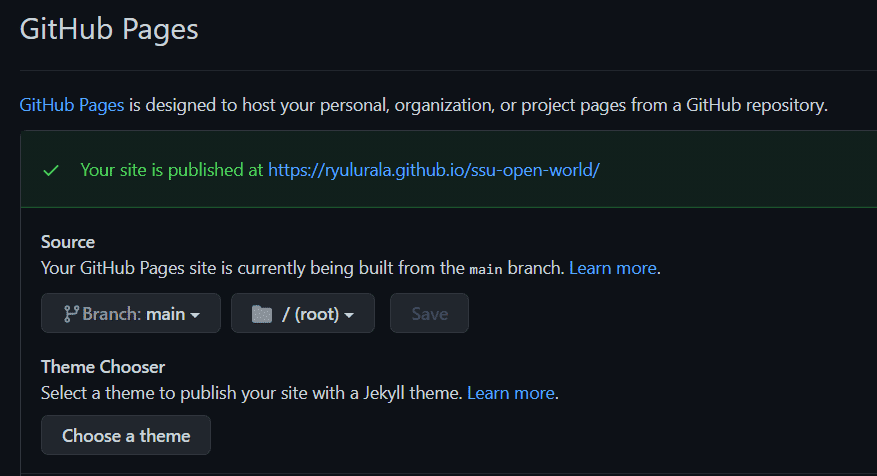 GitHub Pages
GitHub Pages is designed to host your personal, organization, or project pages from a GitHub repository.
Your site is published at https://ryulurala.github.io/ssu-open-world/
Source
Your GitHub Pages site is currently being built from the main branch. Learn more.
Branch: main / (root) Save
Theme Chooser
Select a theme to publish your site with a Jekyll theme. Learn more.
Choose a theme